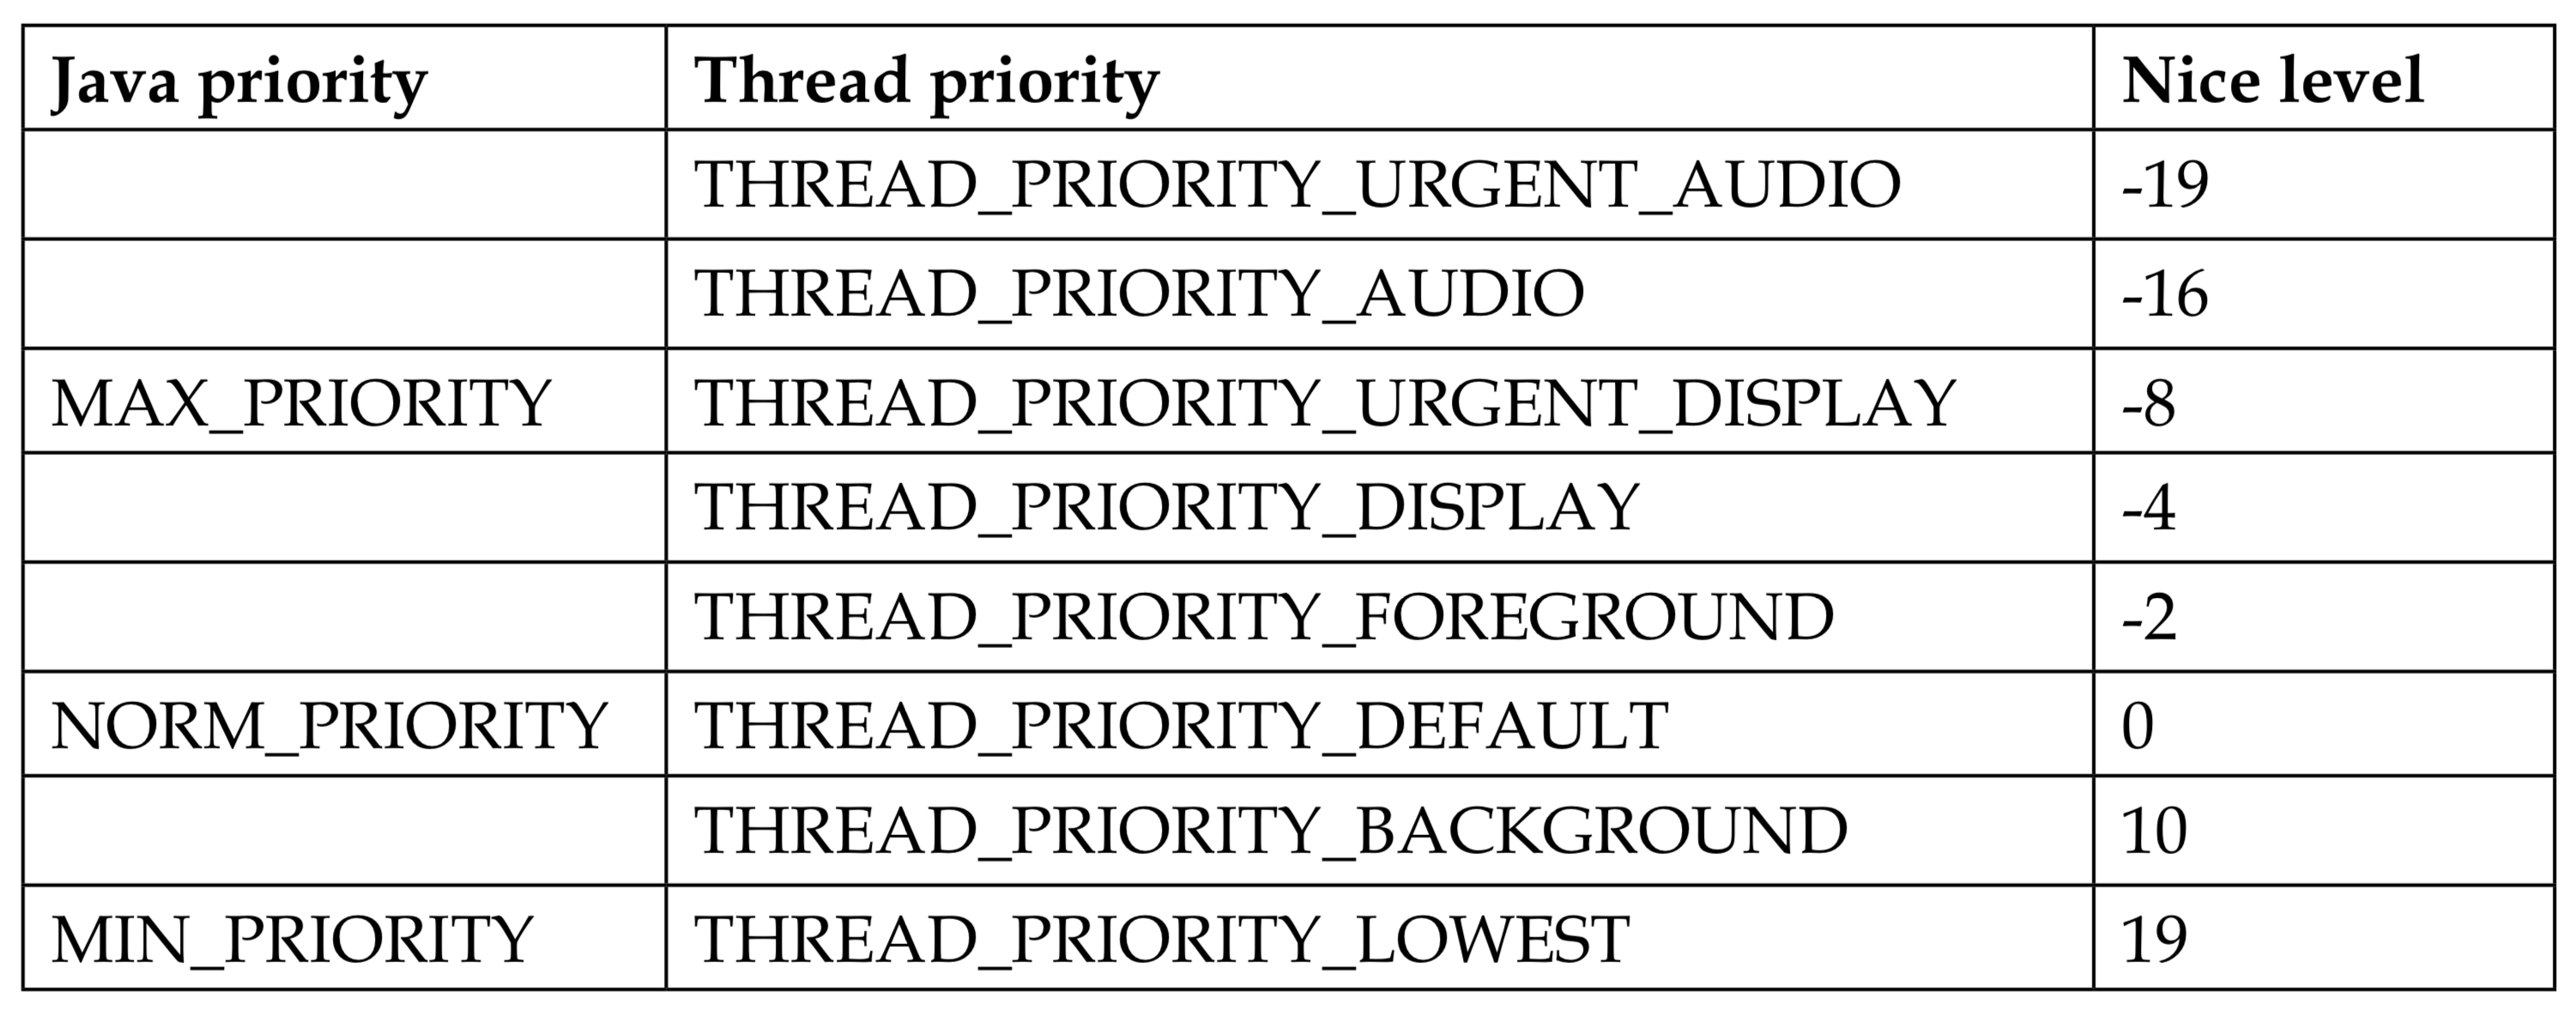 Java priority Thread priority Nice level
THREAD_PRIORITY_URGENT_AUDIO -19
THREAD_PRIORITY_AUDIO -16
MAX_PRIORITY THREAD_PRIORITY_URGENT_DISPLAY -8
THREAD_PRIORITY_DISPLAY -4
THREAD_PRIORITY_FOREGROUND -2
NORM_PRIORITY THREAD_PRIORITY_DEFAULT 0
THREAD_PRIORITY_BACKGROUND 10
MIN_PRIORITY THREAD_PRIORITY_LOWEST 19